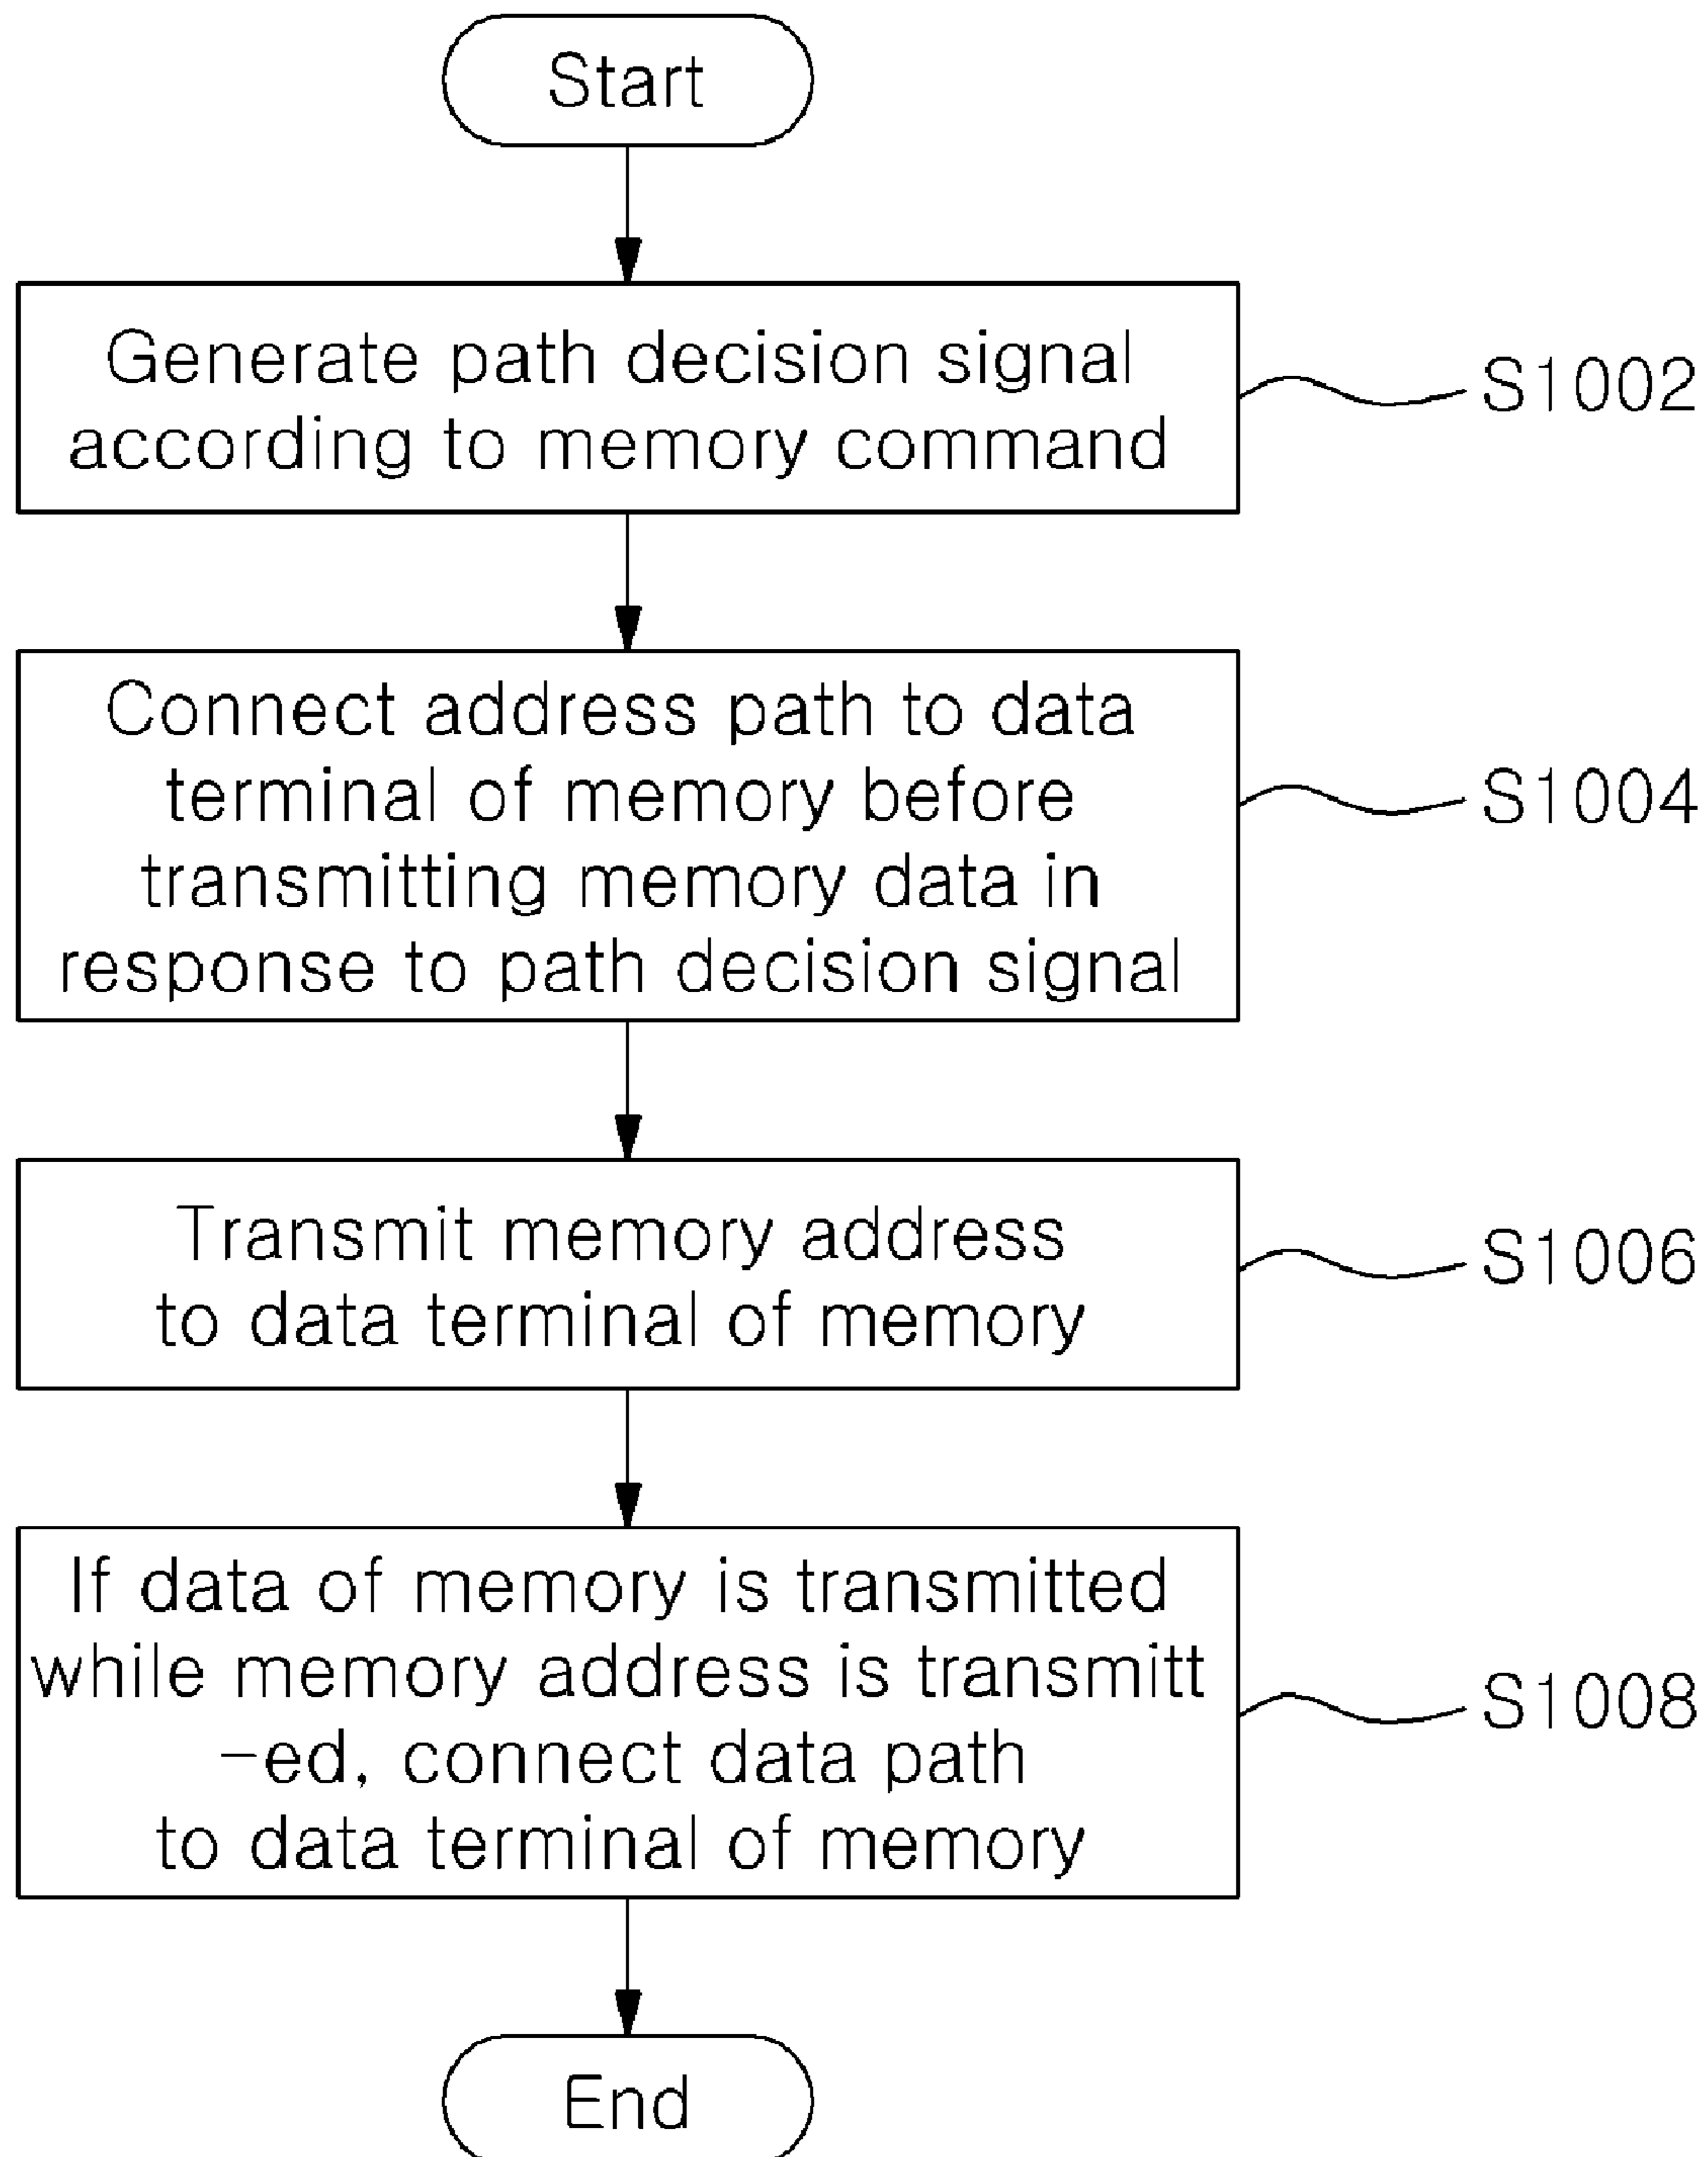 Start
Generate path decision signal
according to memory command
S1002
Connect address path to data
terminal of memory before
transmitting memory data in
response to path decision signal
S1004
Transmit memory address
to data terminal of memory
S1006
If data of memory is transmitted
while memory address is transmitt
-ed, connect data path
to data terminal of memory
S1008
End